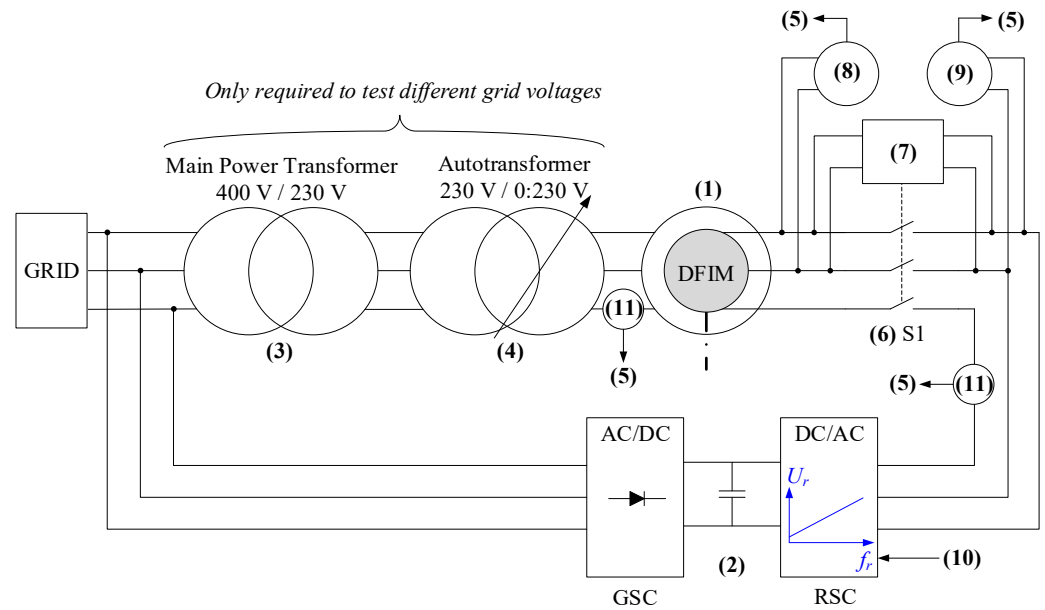 (5)
(5)
(8)
(9)
Only required to test different grid voltages
(7)
Main Power Transformer
400 V / 230 V
Autotransformer
230 V / 0:230 V
(1)
GRID
DFIM
(11)
(3)
(4)
(6) S1
(5)
(5)
(11)
AC/DC
DC/AC
Ur
fr
(2)
(10)
GSC
RSC